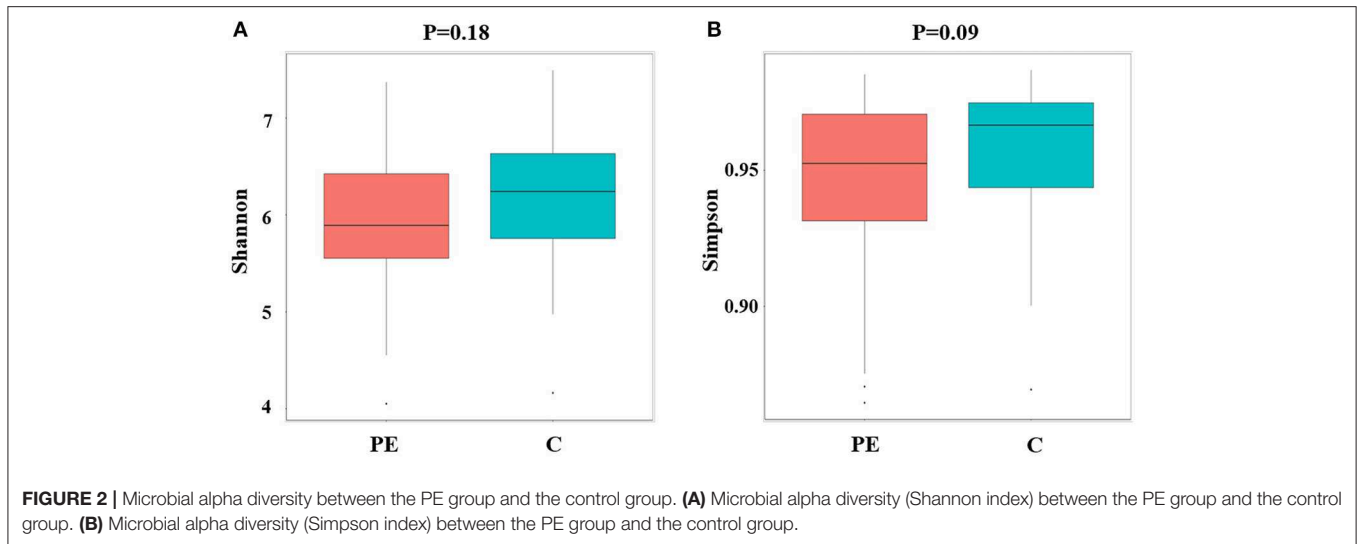 A
P=0.18
7
6
5
4
Shannon
PE
C
B
P=0.09
0.95
0.90
Simpson
PE
C
FIGURE 2 | Microbial alpha diversity between the PE group and the control group. (A) Microbial alpha diversity (Shannon index) between the PE group and the control
group. (B) Microbial alpha diversity (Simpson index) between the PE group and the control group.